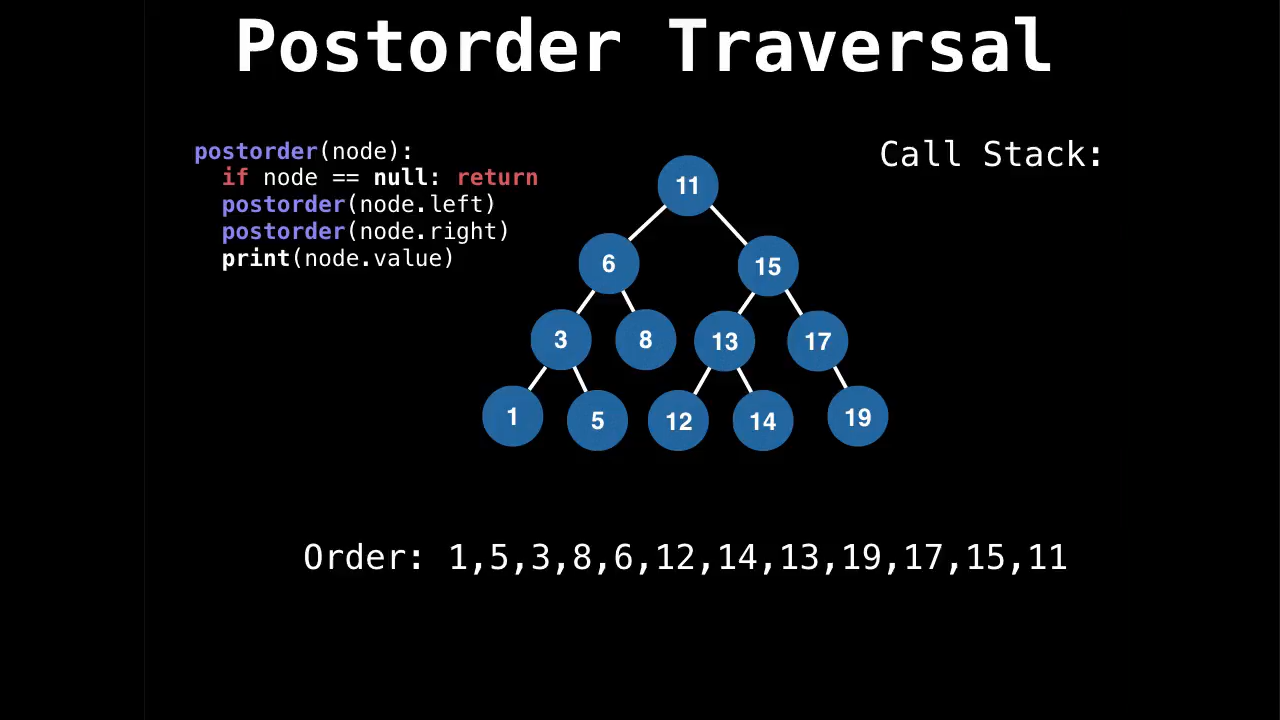 Postorder Traversal
postorder(node):
  if node == null: return
  postorder(node.left)
  postorder(node.right)
  print(node.value)
Call Stack:
11
6
15
3
8
13
17
1
5
12
14
19
Order: 1,5,3,8,6,12,14,13,19,17,15,11